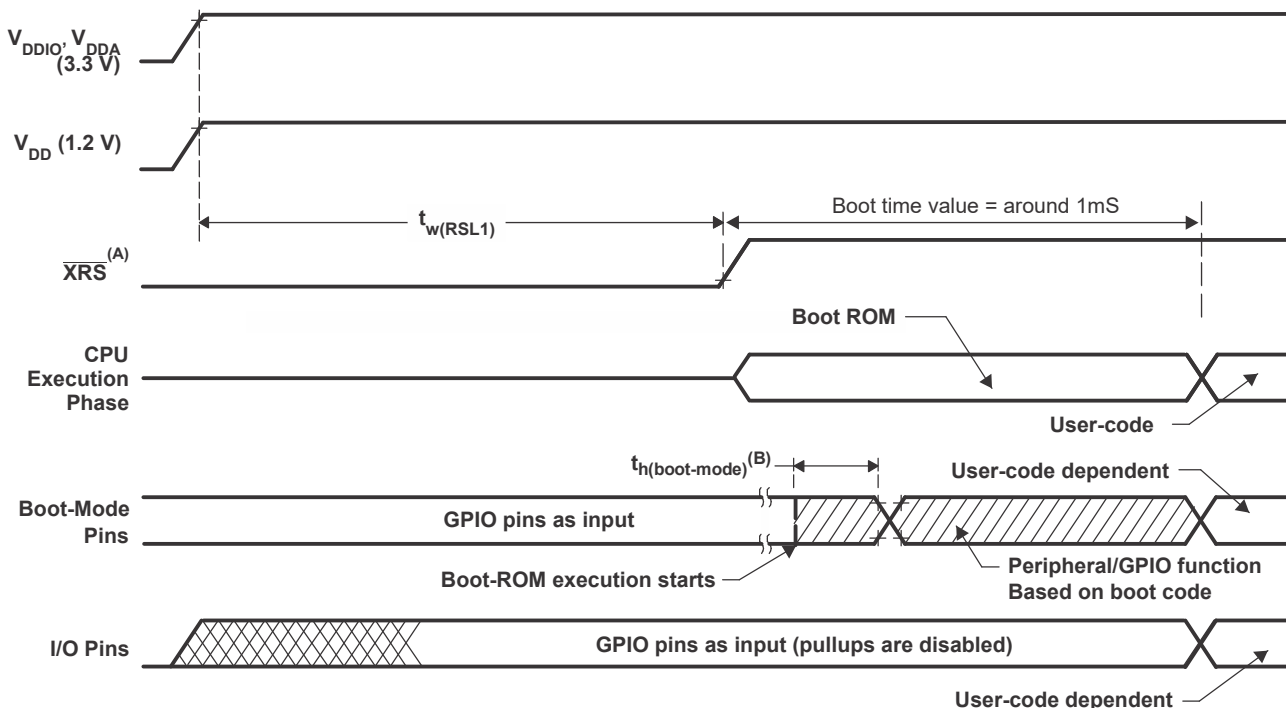 V_DDIO, V_DDA
(3.3 V)
V_DD (1.2 V)
t_w(RSL1)
Boot time value = around 1mS
XRS(A)
Boot ROM
CPU
Execution
Phase
User-code
t_h(boot-mode)(B)
User-code dependent
Boot-Mode
Pins
GPIO pins as input
Boot-ROM execution starts
Peripheral/GPIO function
Based on boot code
I/O Pins
GPIO pins as input (pullups are disabled)
User-code dependent